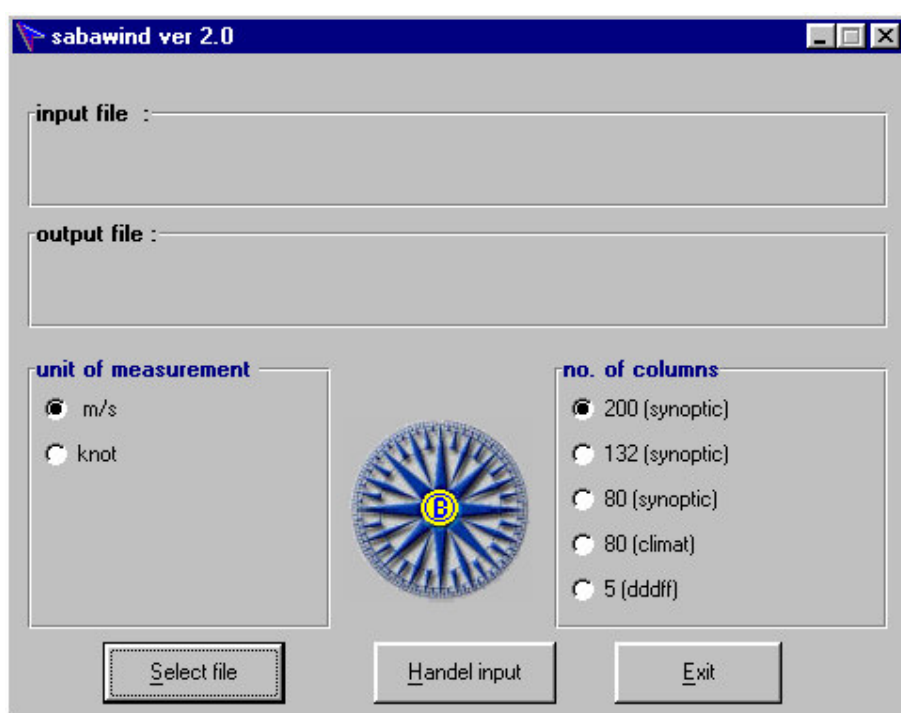 sabawind ver 2.0
input file :
output file :
unit of measurement
m/s
knot
B
no. of columns
200 (synoptic)
132 (synoptic)
80 (synoptic)
80 (climat)
5 (dddff)
Select file
Handel input
Exit